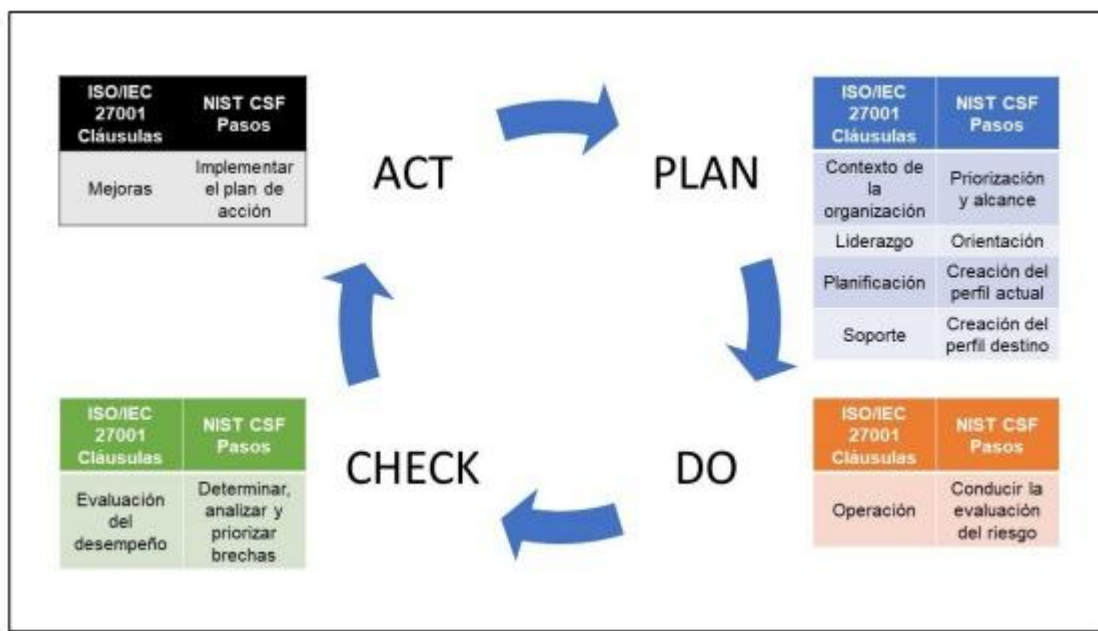 ISO/IEC
27001
Cláusulas
NIST CSF
Pasos
Mejoras
Implementar
el plan de
acción
ACT
PLAN
ISO/IEC
27001
Cláusulas
NIST CSF
Pasos
Contexto de
la
organización
Priorización
y alcance
Liderazgo
Orientación
Planificación
Creación del
perfil actual
Soporte
Creación del
perfil destino
ISO/IEC
27001
Cláusulas
NIST CSF
Pasos
Evaluación
del
desempeño
Determinar,
analizar y
priorizar
brechas
CHECK
DO
ISO/IEC
27001
Cláusulas
NIST CSF
Pasos
Operación
Conducir la
evaluación
del riesgo